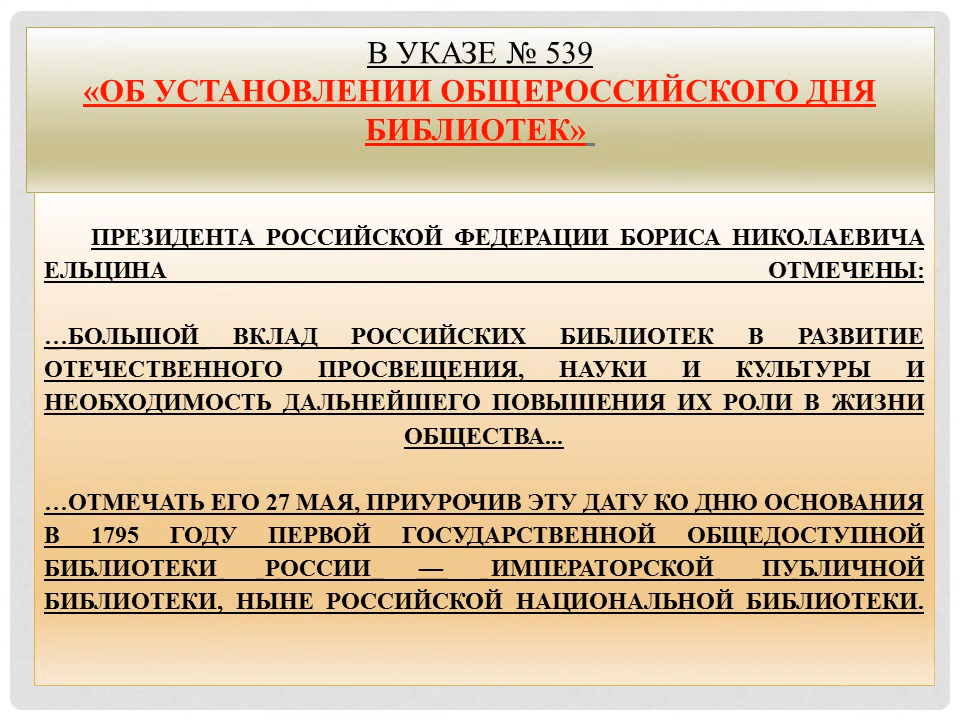 В УКАЗЕ № 539
«ОБ УСТАНОВЛЕНИИ ОБЩЕРОССИЙСКОГО ДНЯ
БИБЛИОТЕК»
ПРЕЗИДЕНТА РОССИЙСКОЙ ФЕДЕРАЦИИ БОРИСА НИКОЛАЕВИЧА
ЕЛЬЦИНА ОТМЕЧЕНЫ:
…БОЛЬШОЙ ВКЛАД РОССИЙСКИХ БИБЛИОТЕК В РАЗВИТИЕ
ОТЕЧЕСТВЕННОГО ПРОСВЕЩЕНИЯ, НАУКИ И КУЛЬТУРЫ И
НЕОБХОДИМОСТЬ ДАЛЬНЕЙШЕГО ПОВЫШЕНИЯ ИХ РОЛИ В ЖИЗНИ
ОБЩЕСТВА...
…ОТМЕЧАТЬ ЕГО 27 МАЯ, ПРИУРОЧИВ ЭТУ ДАТУ КО ДНЮ ОСНОВАНИЯ
В 1795 ГОДУ ПЕРВОЙ ГОСУДАРСТВЕННОЙ ОБЩЕДОСТУПНОЙ
БИБЛИОТЕКИ РОССИИ — ИМПЕРАТОРСКОЙ ПУБЛИЧНОЙ
БИБЛИОТЕКИ, НЫНЕ РОССИЙСКОЙ НАЦИОНАЛЬНОЙ БИБЛИОТЕКИ.